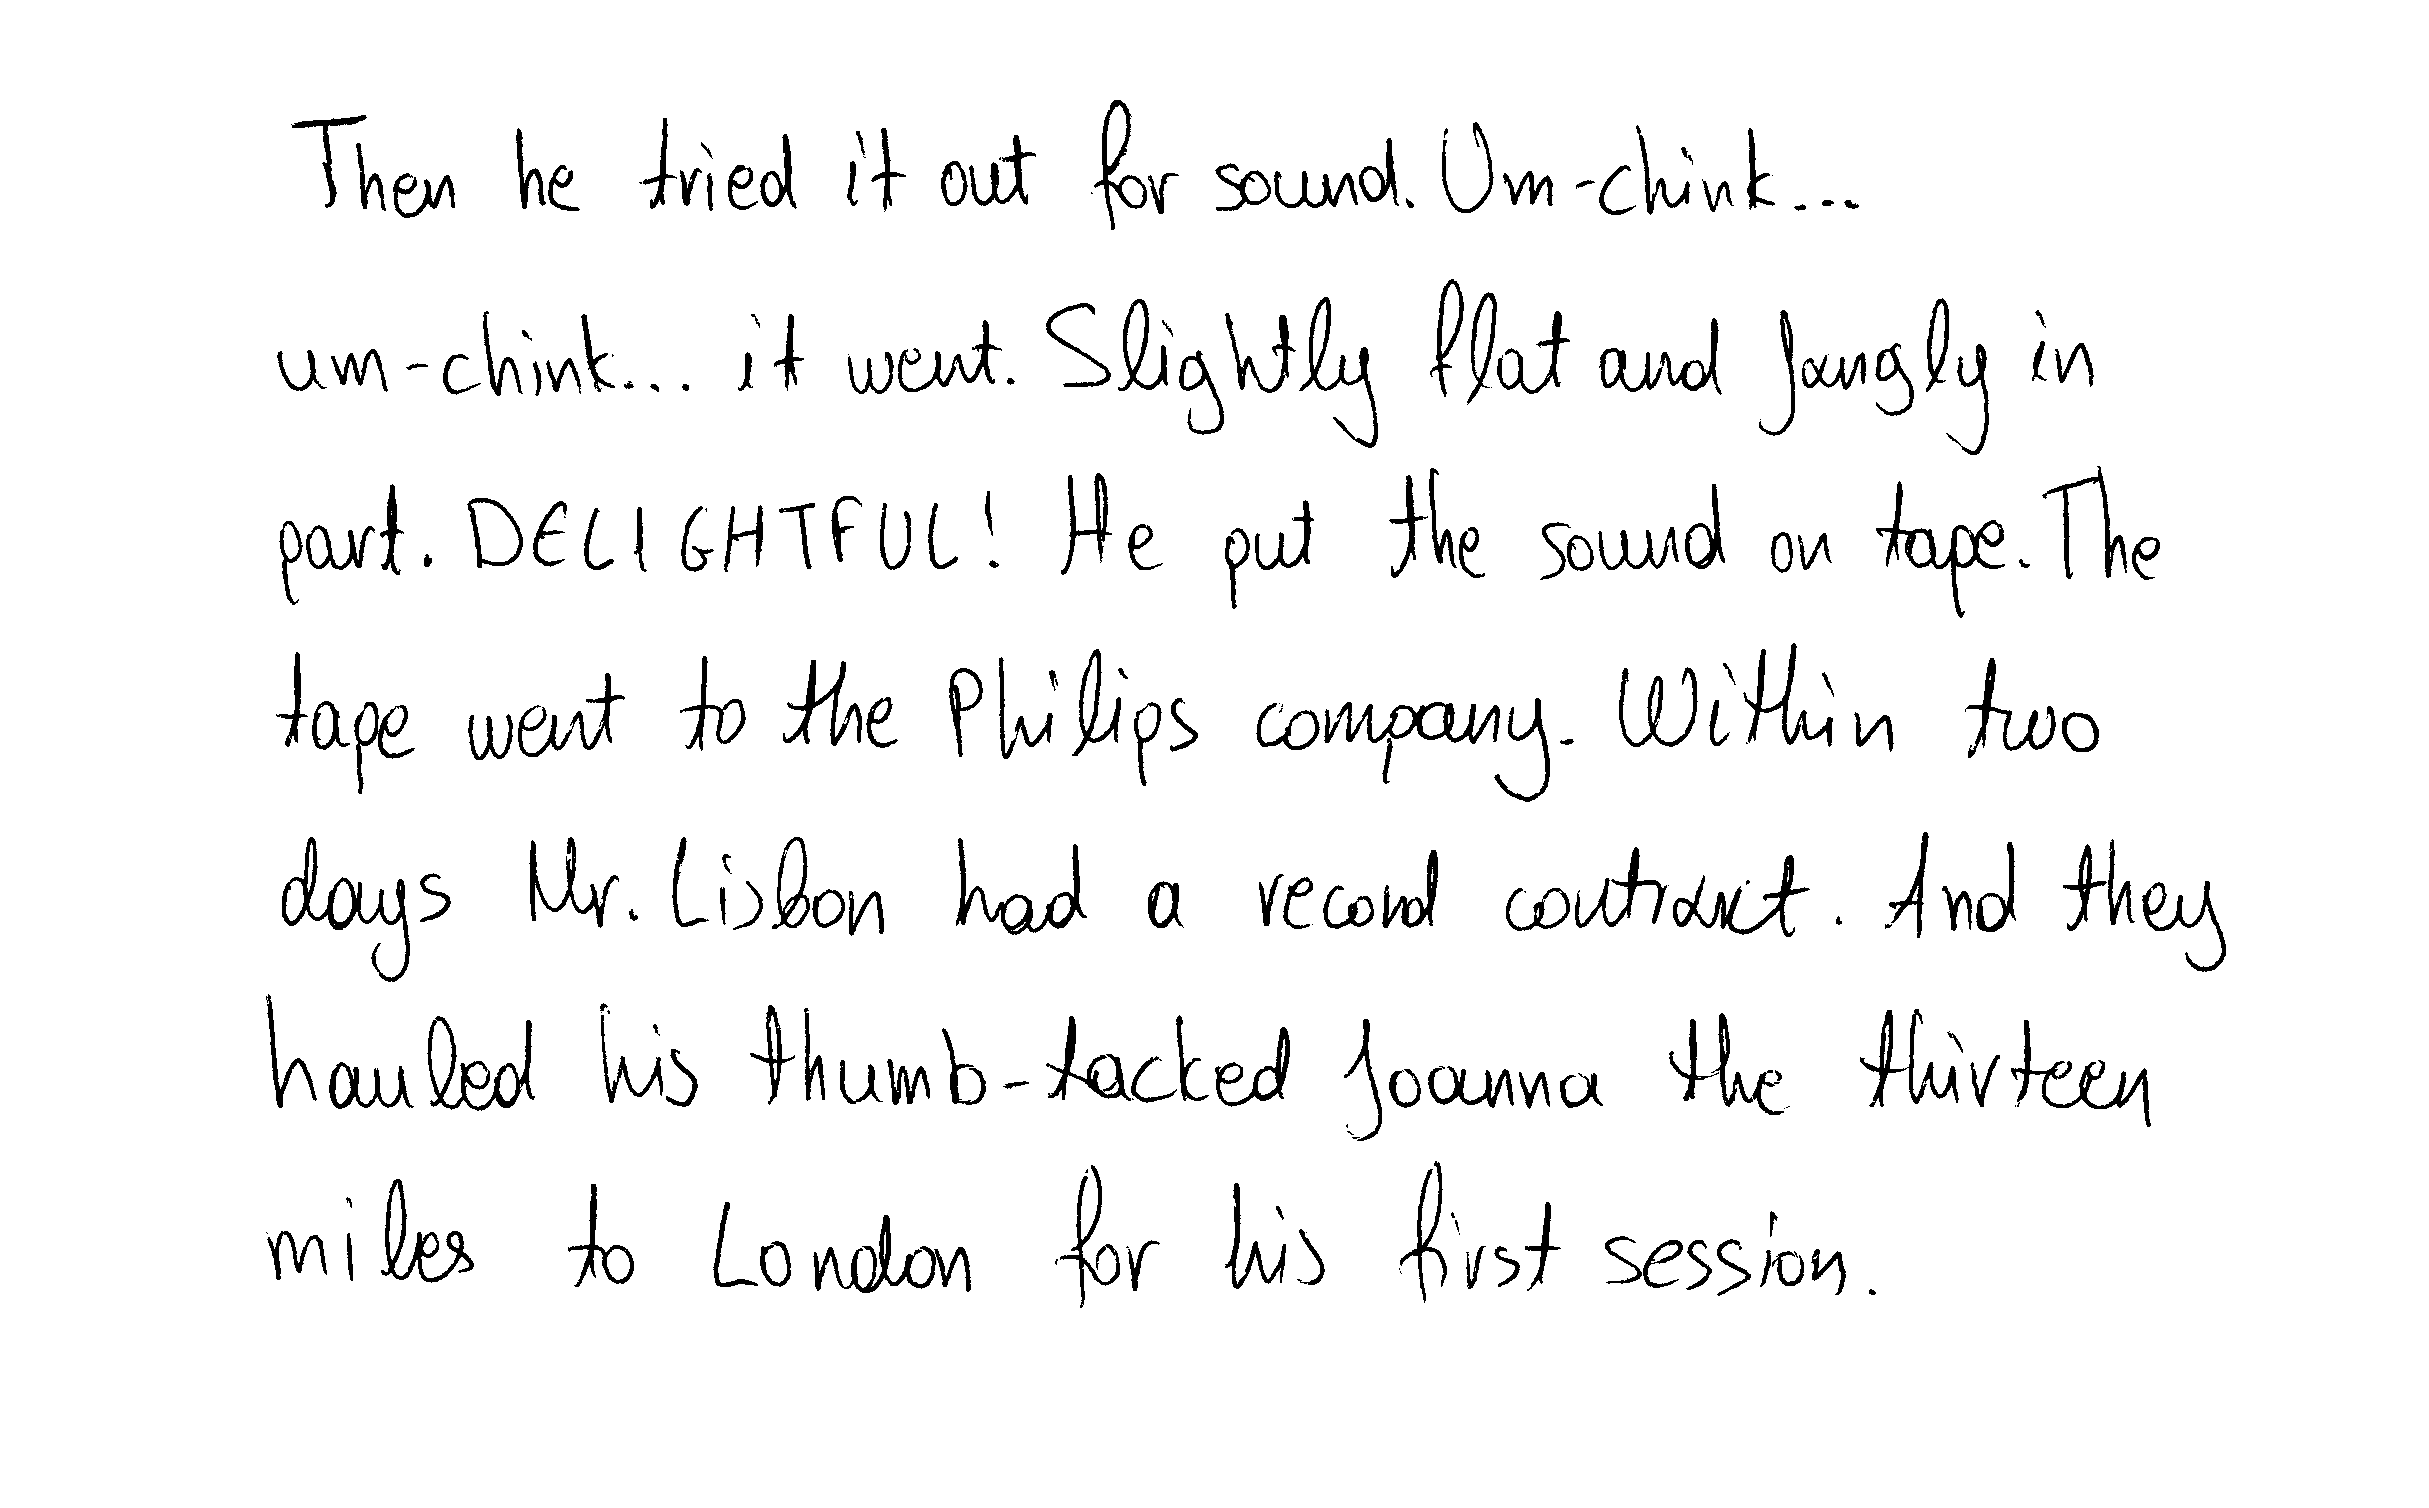 Then he tried it out for sound. Um-chink...
um-chink... it went. Slightly flat and jangly in
part. DELIGHTFUL! He put the sound on tape. The
tape went to the Philips company. Within two
days Mr. Lisbon had a record contract. And they
hauled his thumb-tacked Joanna the thirteen
miles to London for his first session.